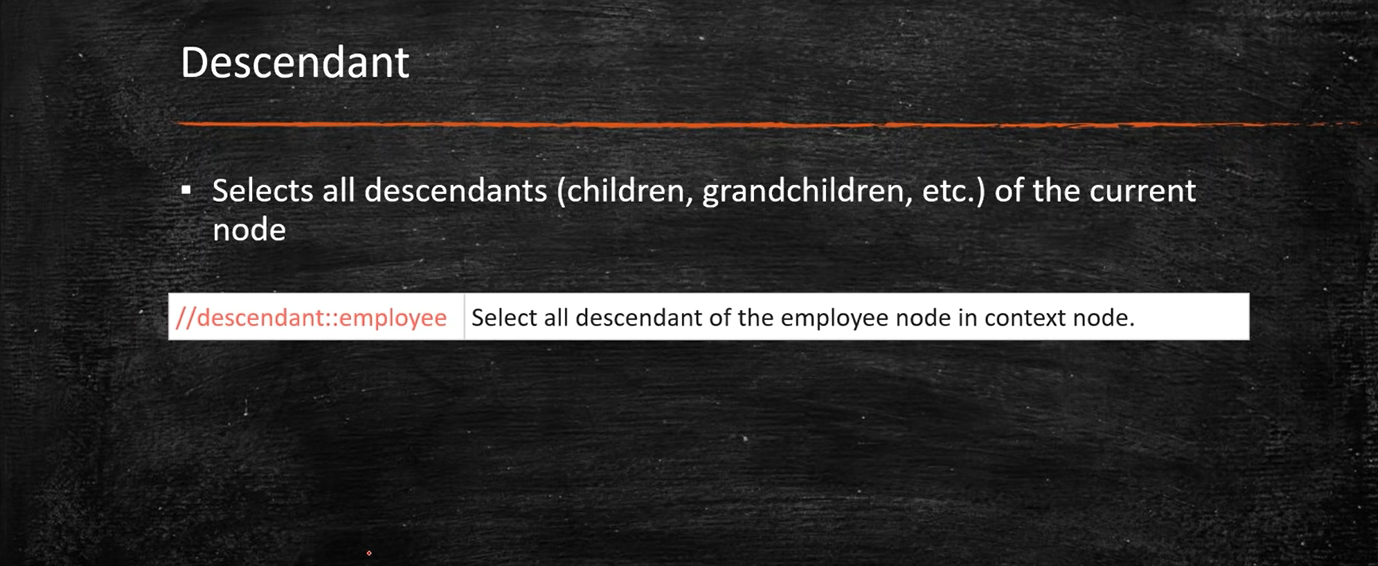 Descendant
▪ Selects all descendants (children, grandchildren, etc.) of the current
node
//descendant::employee Select all descendant of the employee node in context node.